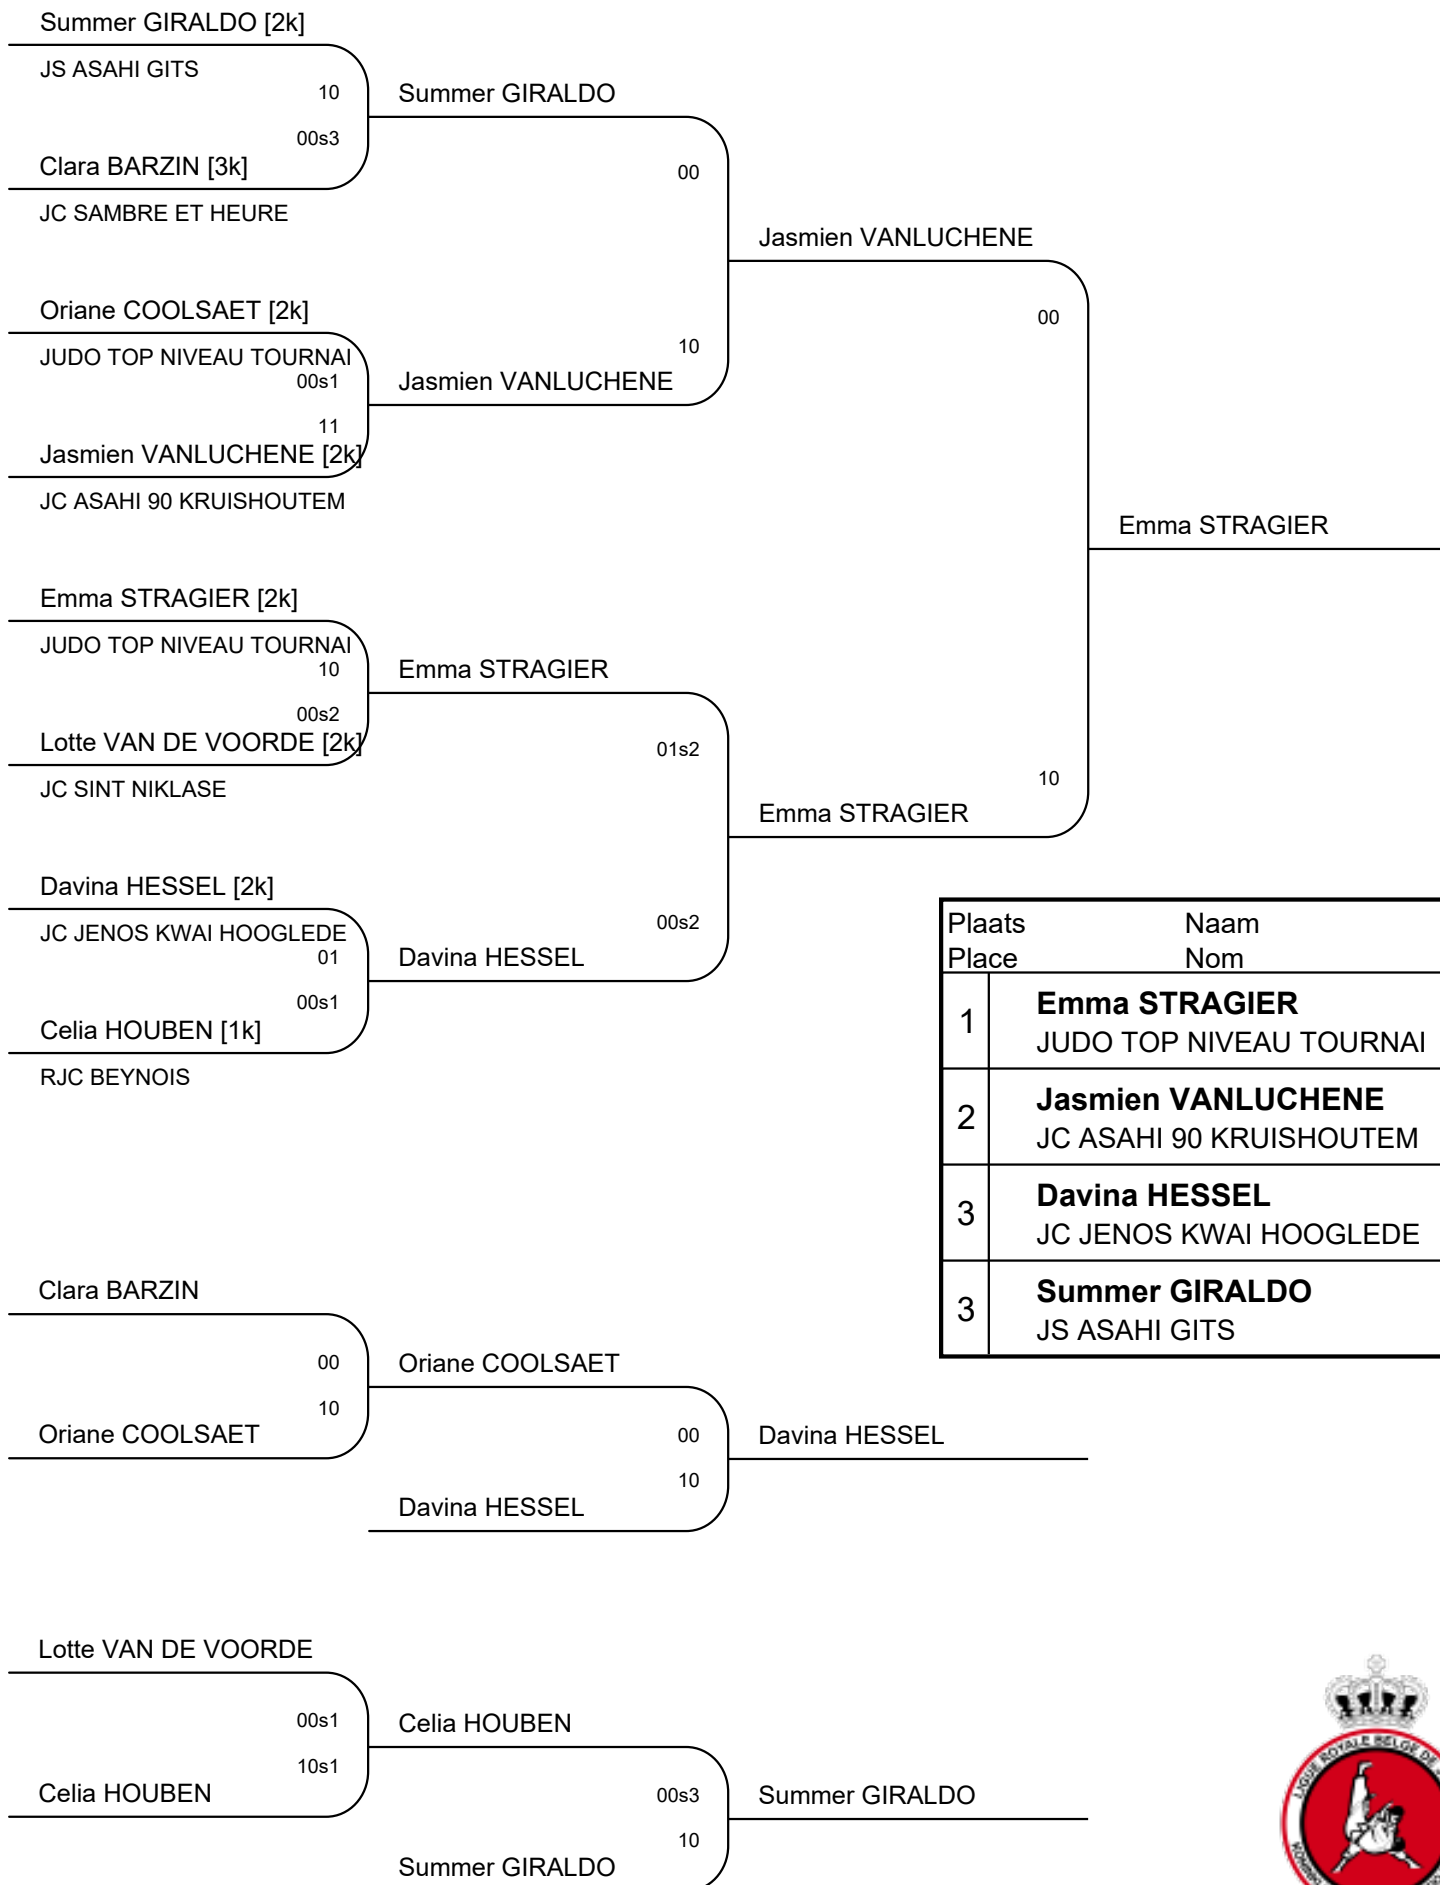 Summer GIRALDO [2k]
JS ASAHI GITS
10
Summer GIRALDO
00s3
Clara BARZIN [3k]
00
JC SAMBRE ET HEURE
Jasmien VANLUCHENE
Oriane COOLSAET [2k]
00
JUDO TOP NIVEAU TOURNAI
10
00s1
Jasmien VANLUCHENE
11
Jasmien VANLUCHENE [2k]
JC ASAHI 90 KRUISHOUTEM
Emma STRAGIER
Emma STRAGIER [2k]
JUDO TOP NIVEAU TOURNAI
10
Emma STRAGIER
00s2
Lotte VAN DE VOORDE [2k]
01s2
JC SINT NIKLASE
10
Emma STRAGIER
Davina HESSEL [2k]
JC JENOS KWAI HOOGLEDE
00s2
01
Davina HESSEL
00s1
Celia HOUBEN [1k]
RJC BEYNOIS
Plaats Naam
Place Nom
1 Emma STRAGIER
JUDO TOP NIVEAU TOURNAI
2 Jasmien VANLUCHENE
JC ASAHI 90 KRUISHOUTEM
3 Davina HESSEL
JC JENOS KWAI HOOGLEDE
3 Summer GIRALDO
JS ASAHI GITS
Clara BARZIN
00
Oriane COOLSAET
10
Oriane COOLSAET
00
Davina HESSEL
10
Davina HESSEL
Lotte VAN DE VOORDE
00s1
Celia HOUBEN
10s1
Celia HOUBEN
00s3
Summer GIRALDO
10
Summer GIRALDO
LIGUE ROYALE BELGE DE